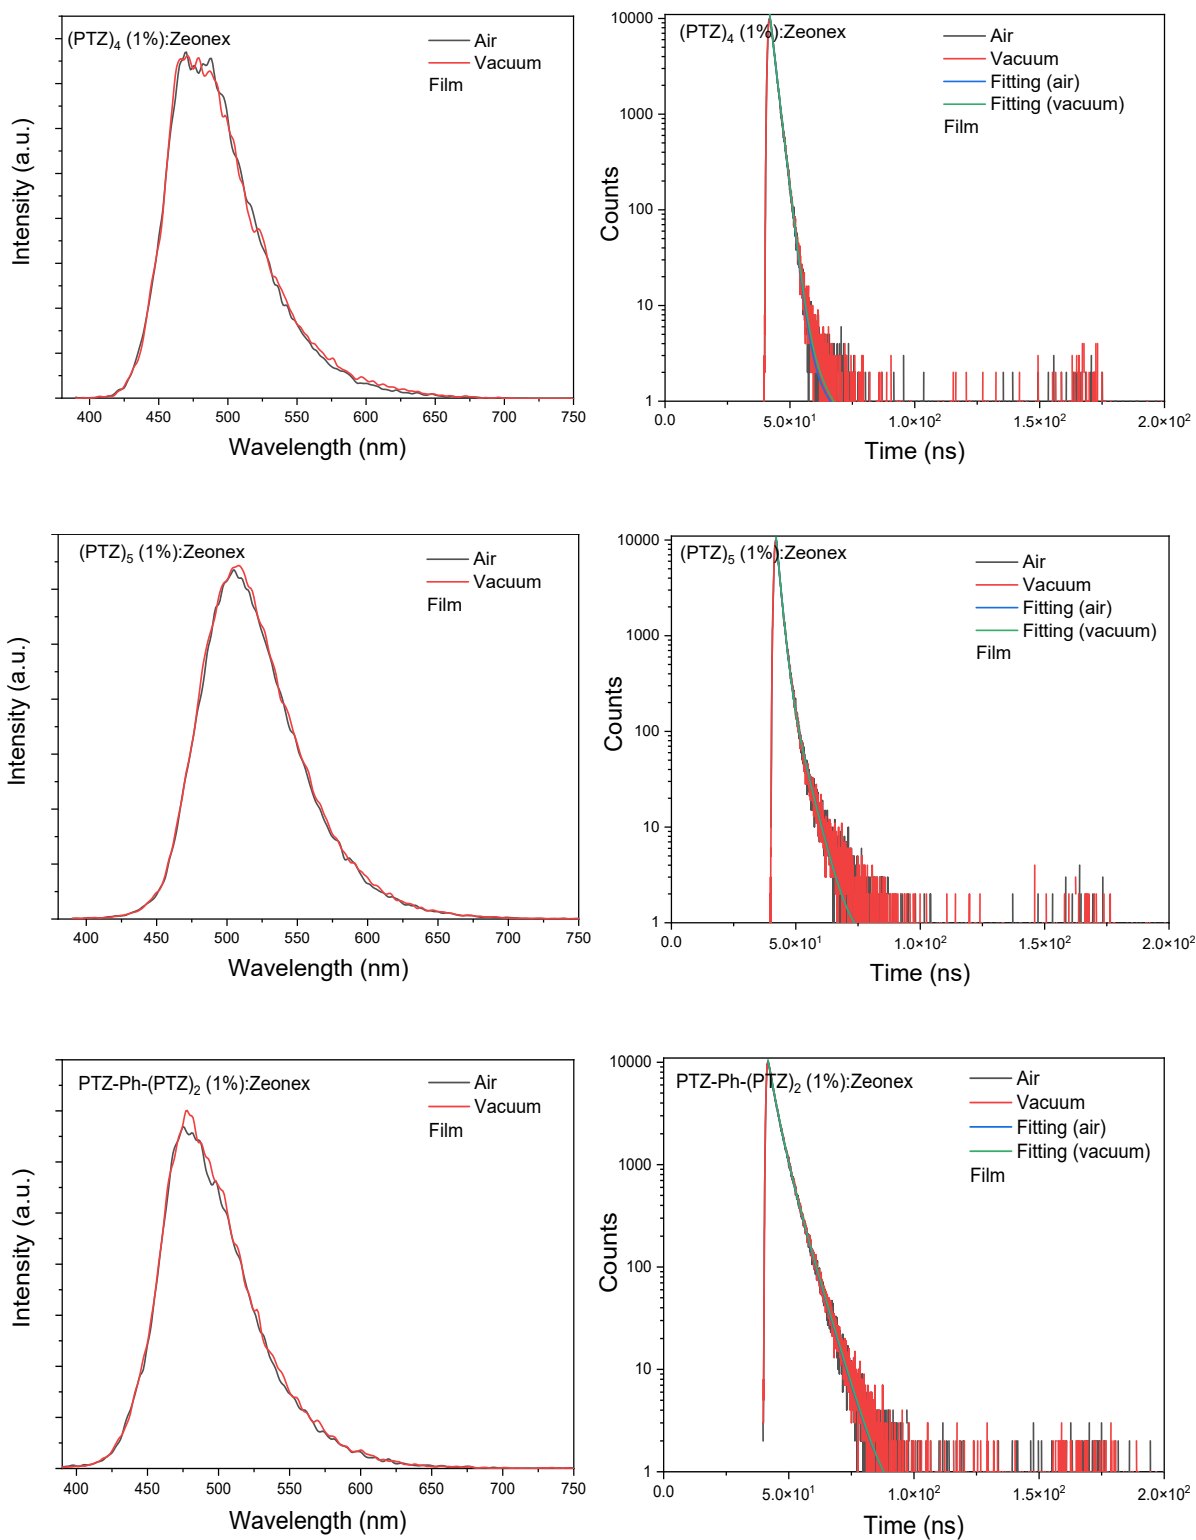 (PTZ)₄ (1%):Zeonex
Air
Vacuum
Film
Intensity (a.u.)
400 450 500 550 600 650 700 750
Wavelength (nm)
(PTZ)₄ (1%):Zeonex
Air
Vacuum
Fitting (air)
Fitting (vacuum)
Film
Counts
10000
1000
100
10
1
0.0 5.0×10¹ 1.0×10² 1.5×10² 2.0×10²
Time (ns)
(PTZ)₅ (1%):Zeonex
Air
Vacuum
Film
Intensity (a.u.)
400 450 500 550 600 650 700 750
Wavelength (nm)
(PTZ)₅ (1%):Zeonex
Air
Vacuum
Fitting (air)
Fitting (vacuum)
Film
Counts
10000
1000
100
10
1
0.0 5.0×10¹ 1.0×10² 1.5×10² 2.0×10²
Time (ns)
PTZ-Ph-(PTZ)₂ (1%):Zeonex
Air
Vacuum
Film
Intensity (a.u.)
400 450 500 550 600 650 700 750
Wavelength (nm)
PTZ-Ph-(PTZ)₂ (1%):Zeonex
Air
Vacuum
Fitting (air)
Fitting (vacuum)
Film
Counts
10000
1000
100
10
1
0.0 5.0×10¹ 1.0×10² 1.5×10² 2.0×10²
Time (ns)